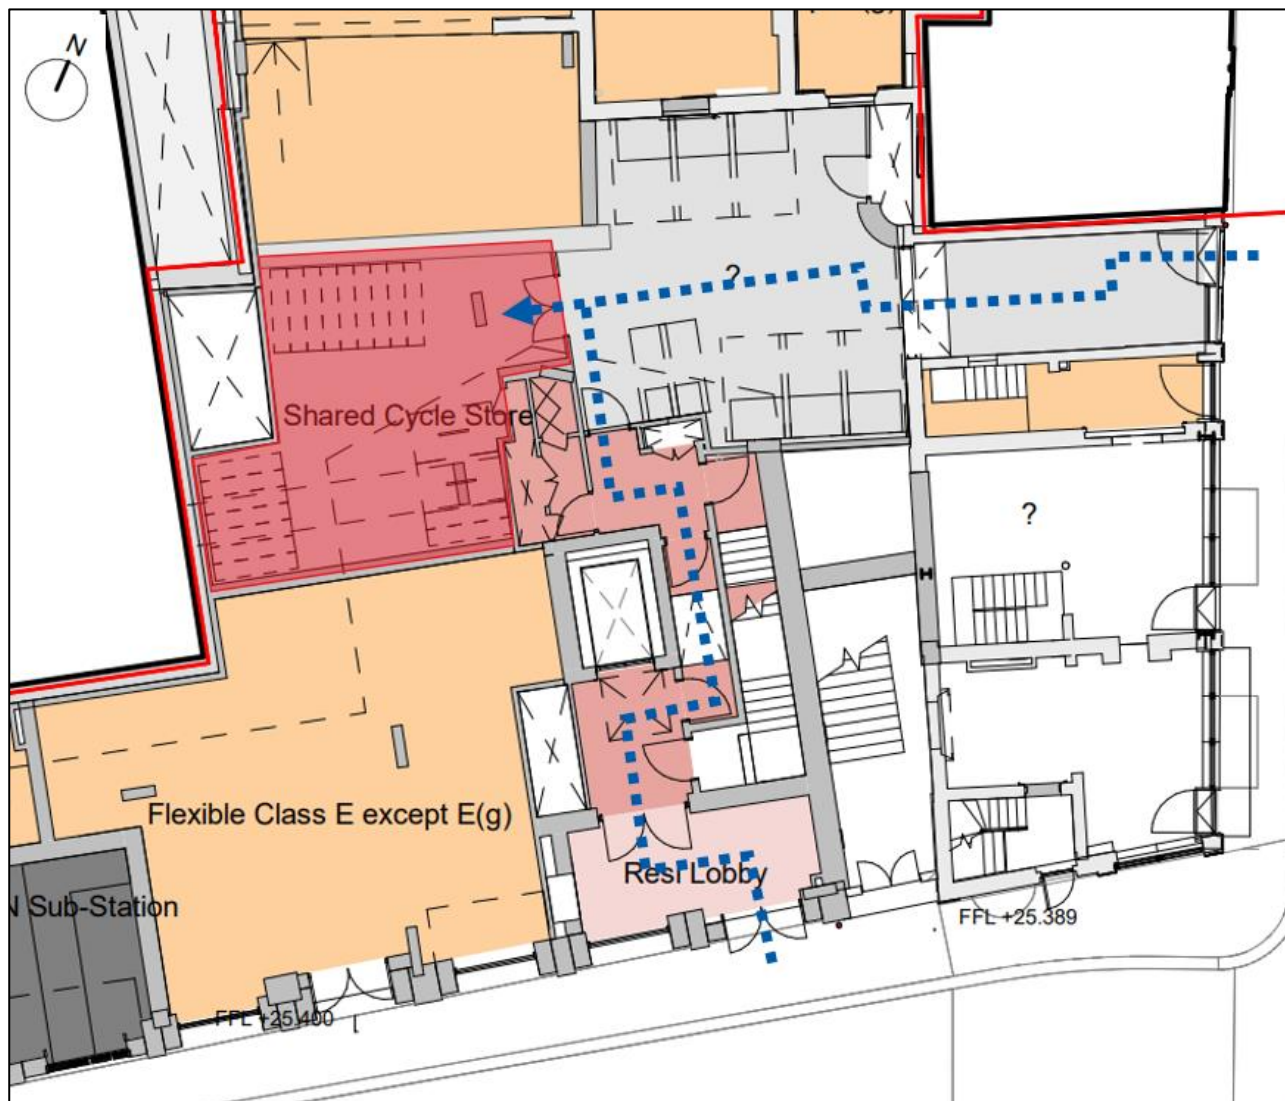 N
?
Shared Cycle Store
?
Flexible Class E except E(g)
Resi Lobby
N Sub-Station
FFL +25.389
FFL +25.400